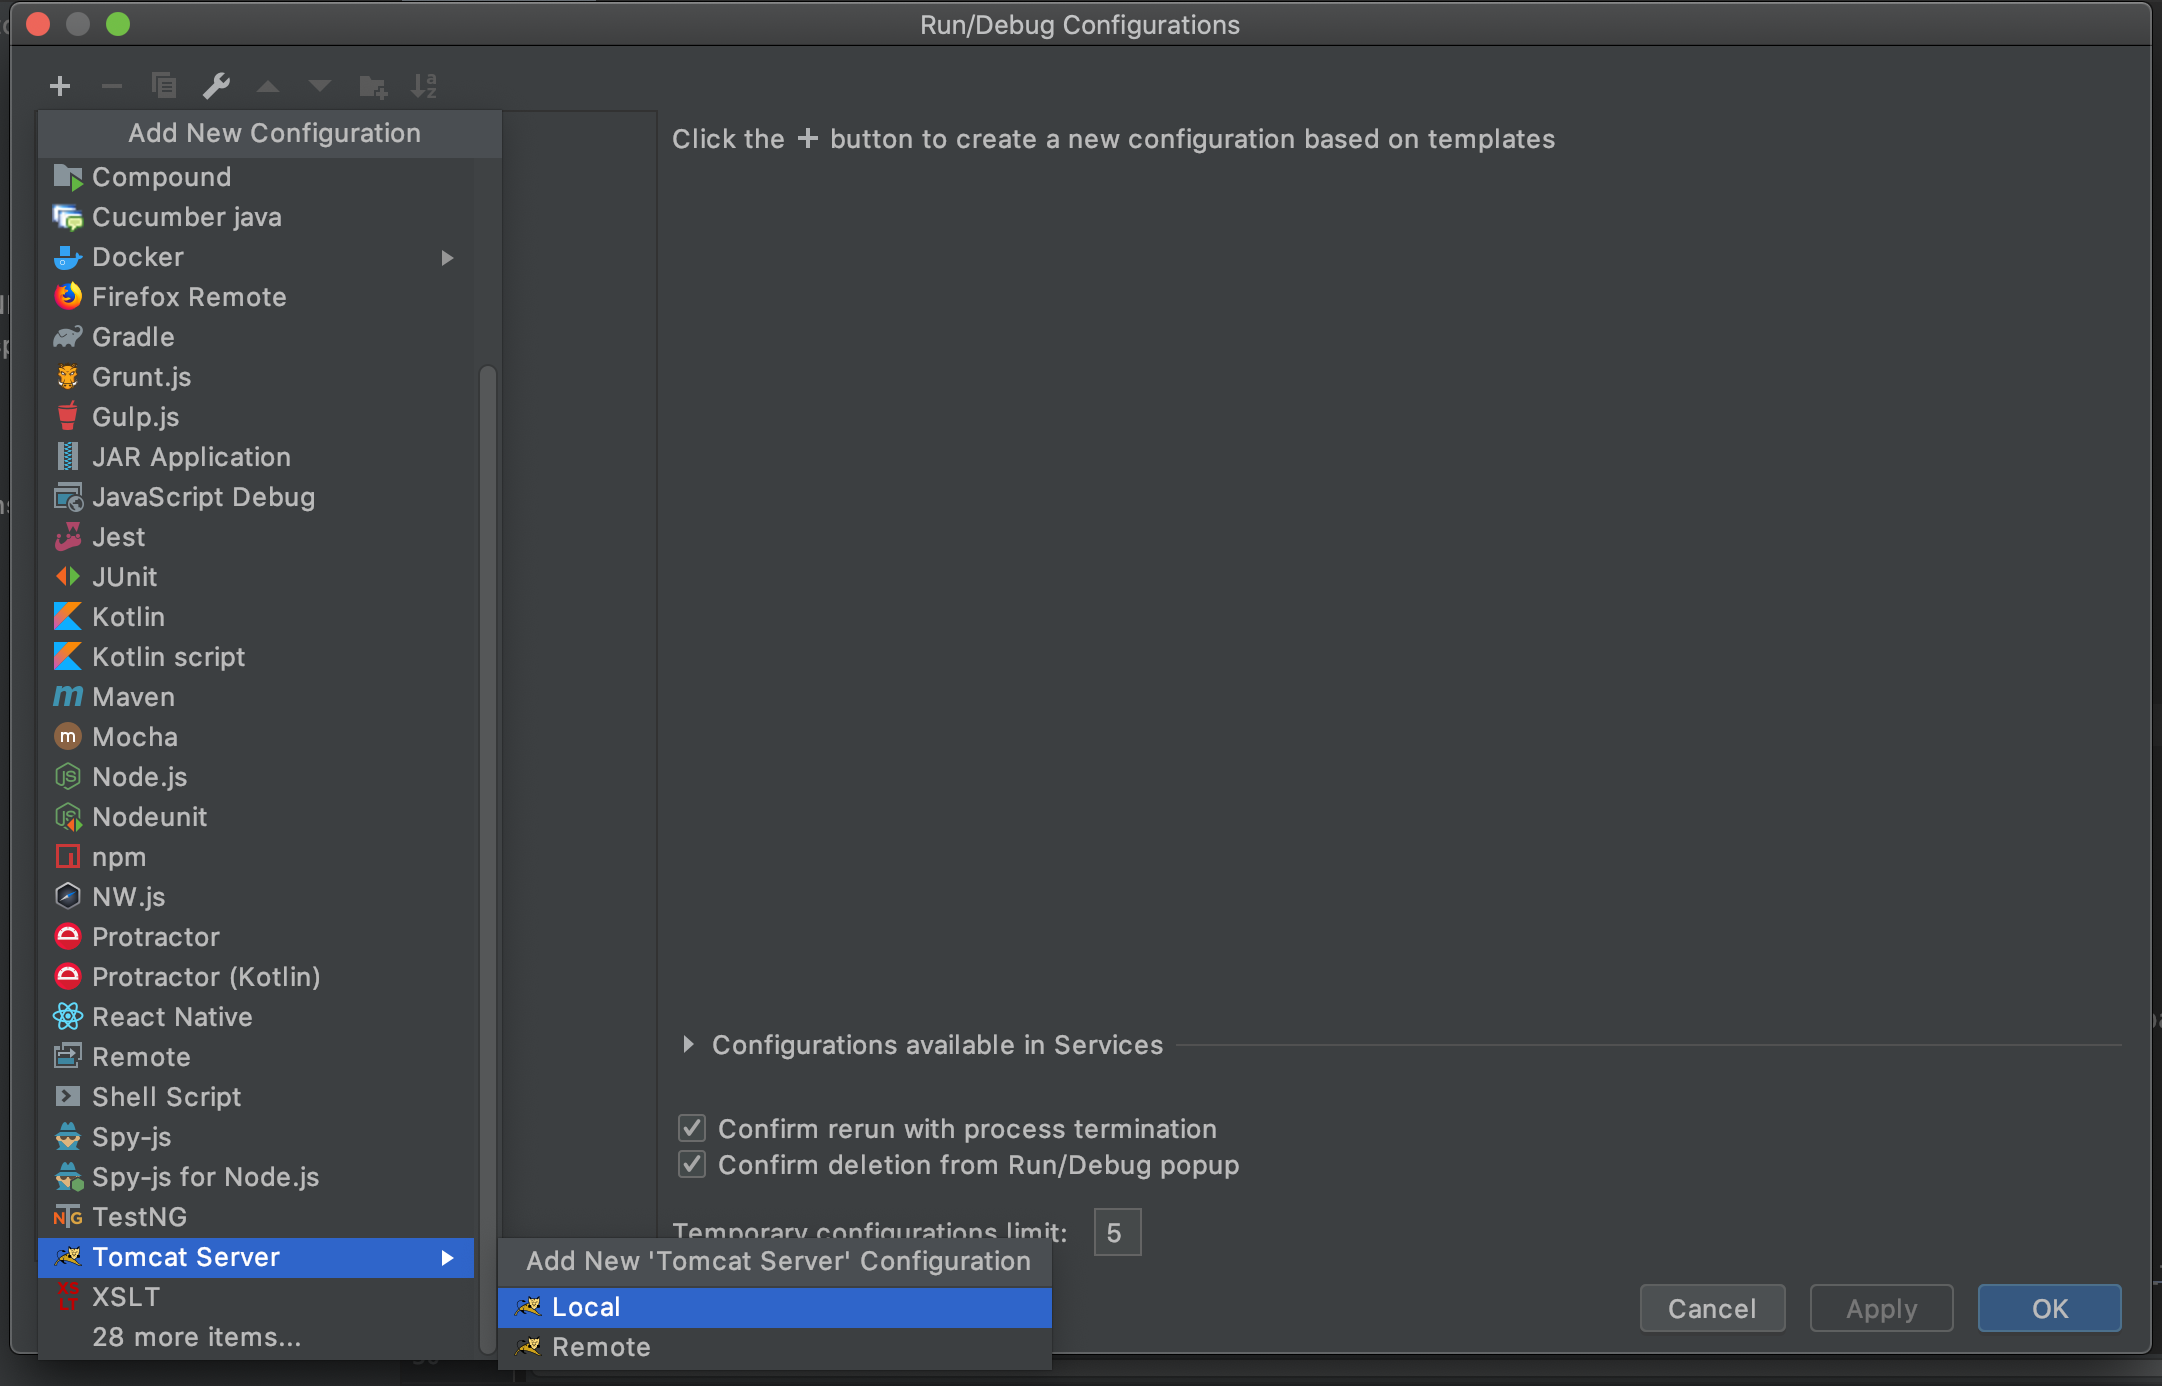 Run/Debug Configurations
Add New Configuration
Compound
Cucumber java
Docker
Firefox Remote
Gradle
Grunt.js
Gulp.js
JAR Application
JavaScript Debug
Jest
JUnit
Kotlin
Kotlin script
Maven
Mocha
Node.js
Nodeunit
npm
NW.js
Protractor
Protractor (Kotlin)
React Native
Remote
Shell Script
Spy-js
Spy-js for Node.js
TestNG
Tomcat Server
XSLT
28 more items...
Click the + button to create a new configuration based on templates
Configurations available in Services
Confirm rerun with process termination
Confirm deletion from Run/Debug popup
Temporary configurations limit: 5
Add New 'Tomcat Server' Configuration
Local
Remote
Cancel Apply OK